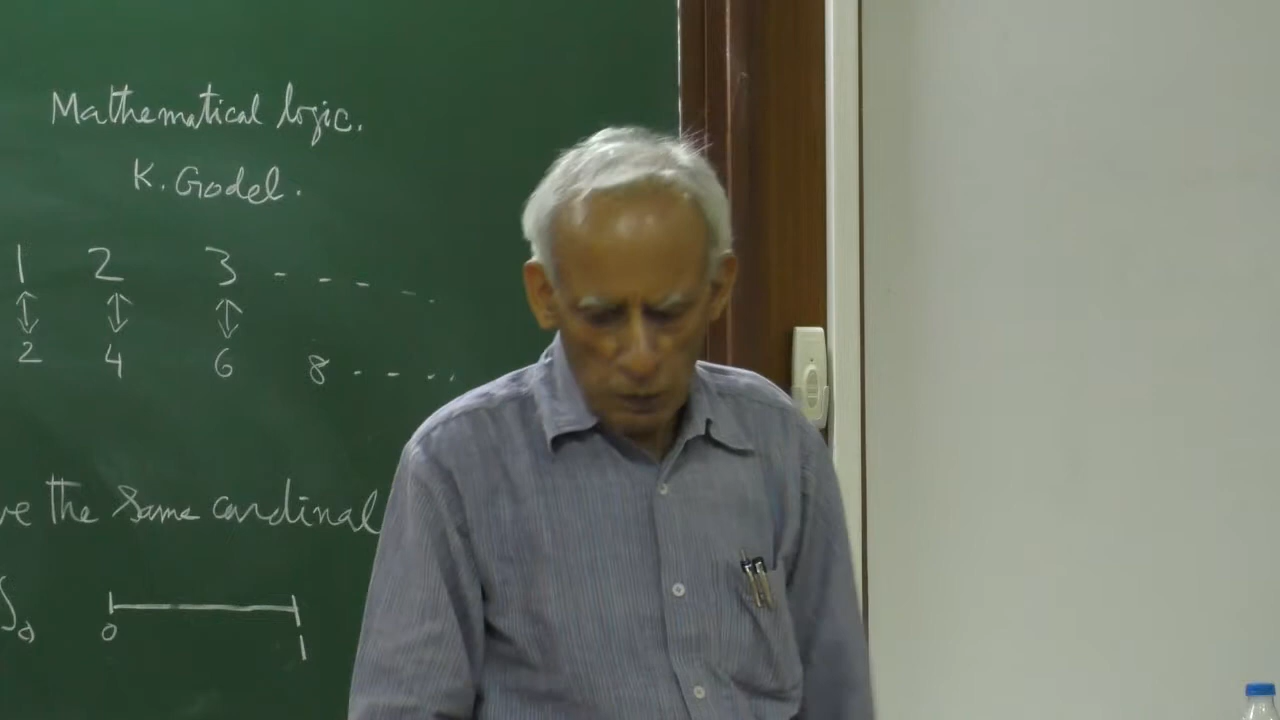 Mathematical logic.
K. Godel.
1 2 3 - - - - .
↕ ↕ ↕
2 4 6 8 . - - . .
ve the same cardinal
0 1